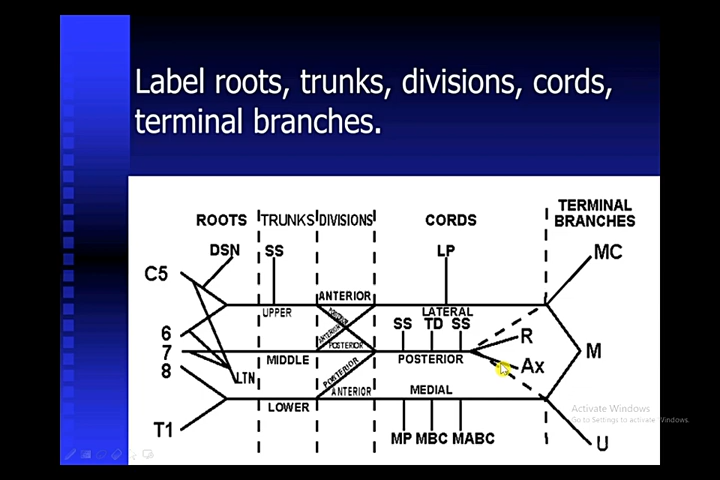 Label roots, trunks, divisions, cords,
terminal branches.
TERMINAL
BRANCHES
ROOTS TRUNKS DIVISIONS CORDS
DSN SS LP MC
C5
ANTERIOR
UPPER LATERAL
ANTERIOR
SS TD SS
6 R
7 MIDDLE POSTERIOR POSTERIOR M
8 Ax
LTN POSTERIOR
ANTERIOR MEDIAL
LOWER
T1 MP MBC MABC U
Activate Windows
Go to Settings to activate Windows.